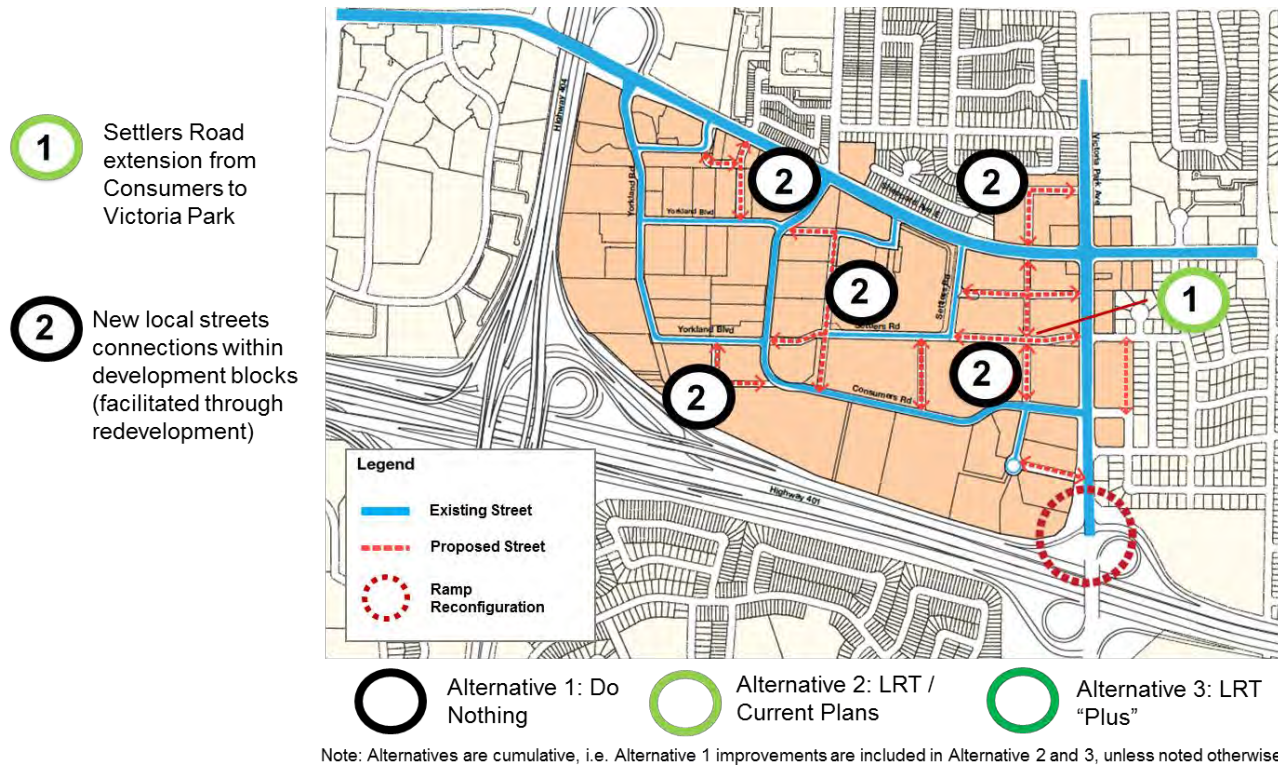 1
Settlers Road
extension from
Consumers to
Victoria Park
2
New local streets
connections within
development blocks
(facilitated through
redevelopment)
Highway 401
Yorkland Rd
Yorkland Blvd
Yorkland Blvd
Consumers Rd
Settlers Rd
Settlers Rd
Victoria Park Ave
Highway 401
2
2
2
2
2
1
Legend
Existing Street
Proposed Street
Ramp
Reconfiguration
Alternative 1: Do
Nothing
Alternative 2: LRT /
Current Plans
Alternative 3: LRT
“Plus”
Note: Alternatives are cumulative, i.e. Alternative 1 improvements are included in Alternative 2 and 3, unless noted otherwise